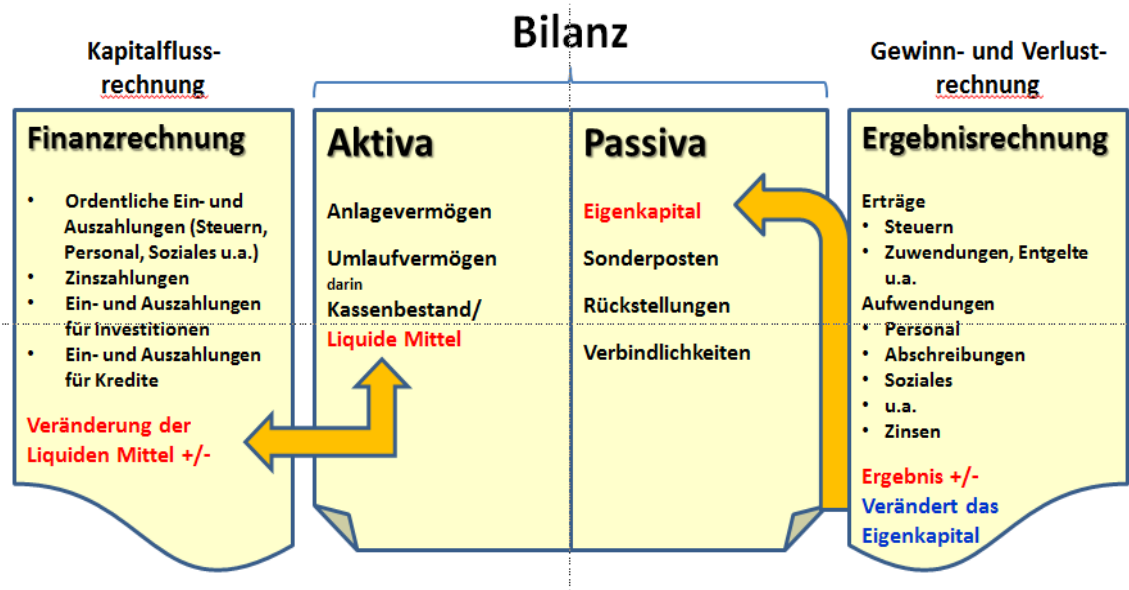 Bilanz
Kapitalfluss-
rechnung
Gewinn- und Verlust-
rechnung
Finanzrechnung
• Ordentliche Ein- und
Auszahlungen (Steuern,
Personal, Soziales u.a.)
• Zinszahlungen
• Ein- und Auszahlungen
für Investitionen
• Ein- und Auszahlungen
für Kredite
Veränderung der
Liquiden Mittel +/-
Aktiva
Anlagevermögen
Umlaufvermögen
darin
Kassenbestand/
Liquide Mittel
Passiva
Eigenkapital
Sonderposten
Rückstellungen
Verbindlichkeiten
Ergebnisrechnung
Erträge
• Steuern
• Zuwendungen, Entgelte
u.a.
Aufwendungen
• Personal
• Abschreibungen
• Soziales
• u.a.
• Zinsen
Ergebnis +/-
Verändert das
Eigenkapital